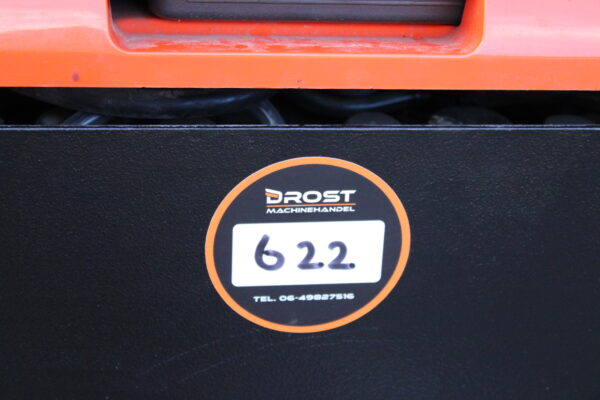 DROST
MACHINEHANDEL
622
TEL. 06-49827516